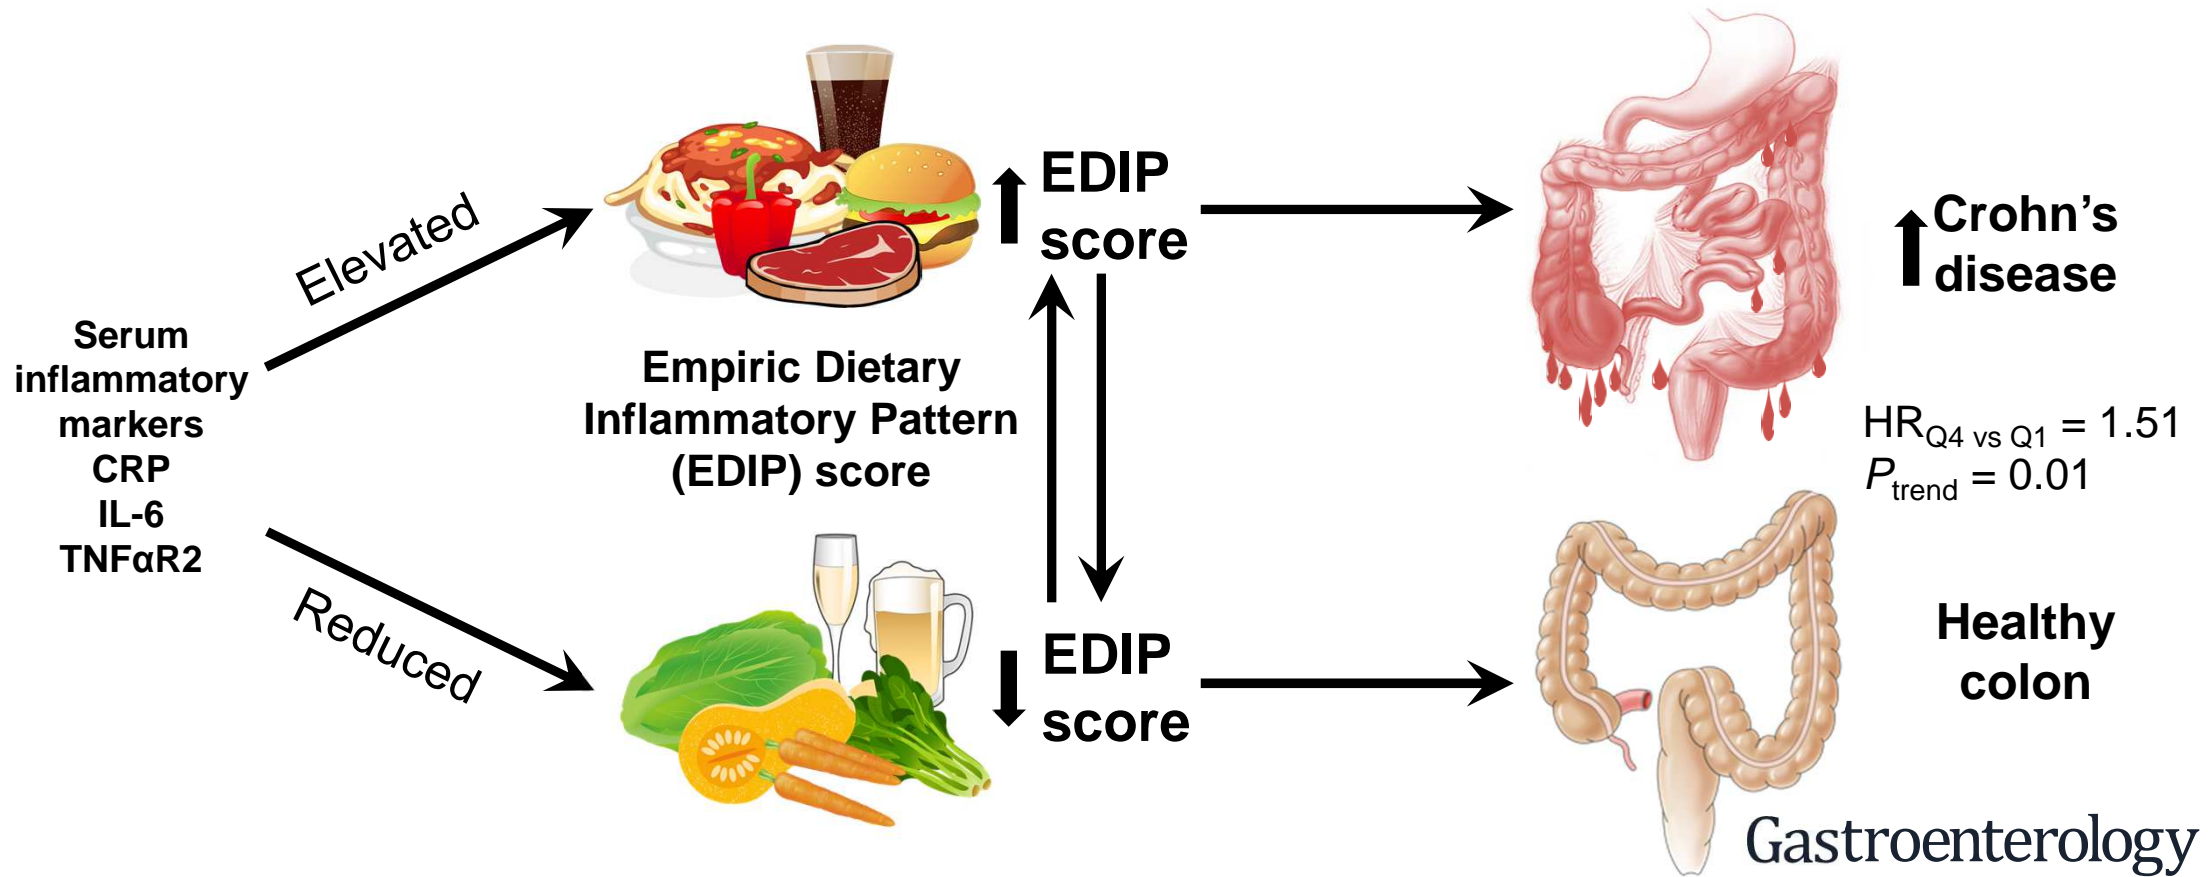 Serum
inflammatory
markers
CRP
IL-6
TNFαR2
Elevated
Reduced
EDIP
score
Empiric Dietary
Inflammatory Pattern
(EDIP) score
EDIP
score
Crohn’s
disease
HRQ4 vs Q1 = 1.51
Ptrend = 0.01
Healthy
colon
Gastroenterology